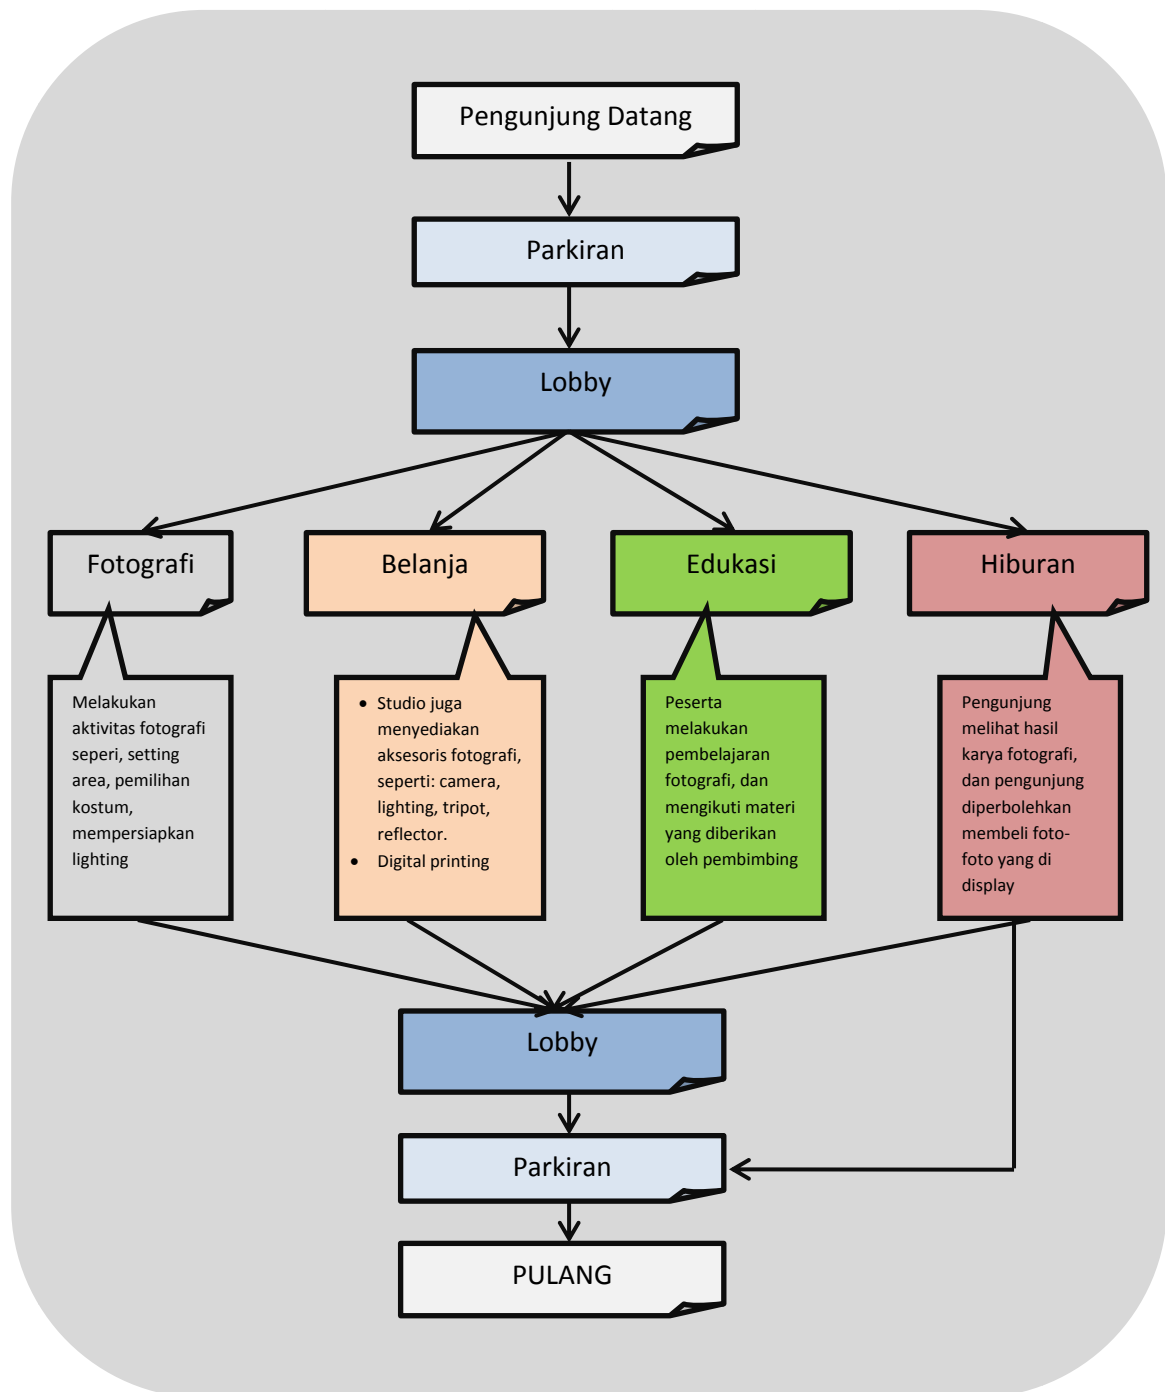 Pengunjung Datang
Parkiran
Lobby
Fotografi
Belanja
Edukasi
Hiburan
Melakukan
aktivitas fotografi
seperi, setting
area, pemilihan
kostum,
mempersiapkan
lighting
• Studio juga
menyediakan
aksesoris fotografi,
seperti: camera,
lighting, tripot,
reflector.
• Digital printing
Peserta
melakukan
pembelajaran
fotografi, dan
mengikuti materi
yang diberikan
oleh pembimbing
Pengunjung
melihat hasil
karya fotografi,
dan pengunjung
diperbolehkan
membeli foto-
foto yang di
display
Lobby
Parkiran
PULANG